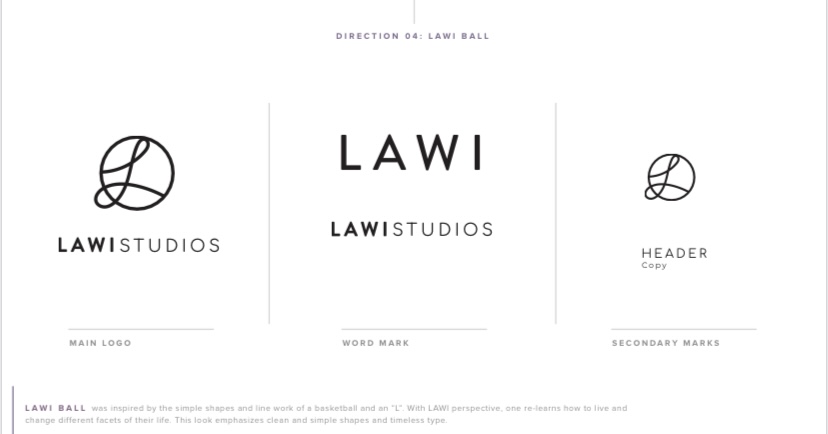 DIRECTION 04: LAWI BALL
LAWISTUDIOS
MAIN LOGO
LAWI
LAWISTUDIOS
WORD MARK
HEADER
Copy
SECONDARY MARKS
LAWI BALL was inspired by the simple shapes and line work of a basketball and an "L". With LAWI perspective, one re-learns how to live and
change different facets of their life. This look emphasizes clean and simple shapes and timeless type.